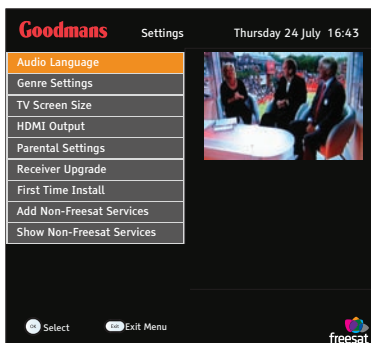 Goodmans Settings Thursday 24 July 16:43
Audio Language
Genre Settings
TV Screen Size
HDMI Output
Parental Settings
Receiver Upgrade
First Time Install
Add Non-Freesat Services
Show Non-Freesat Services
OK Select Exit Exit Menu
freesat